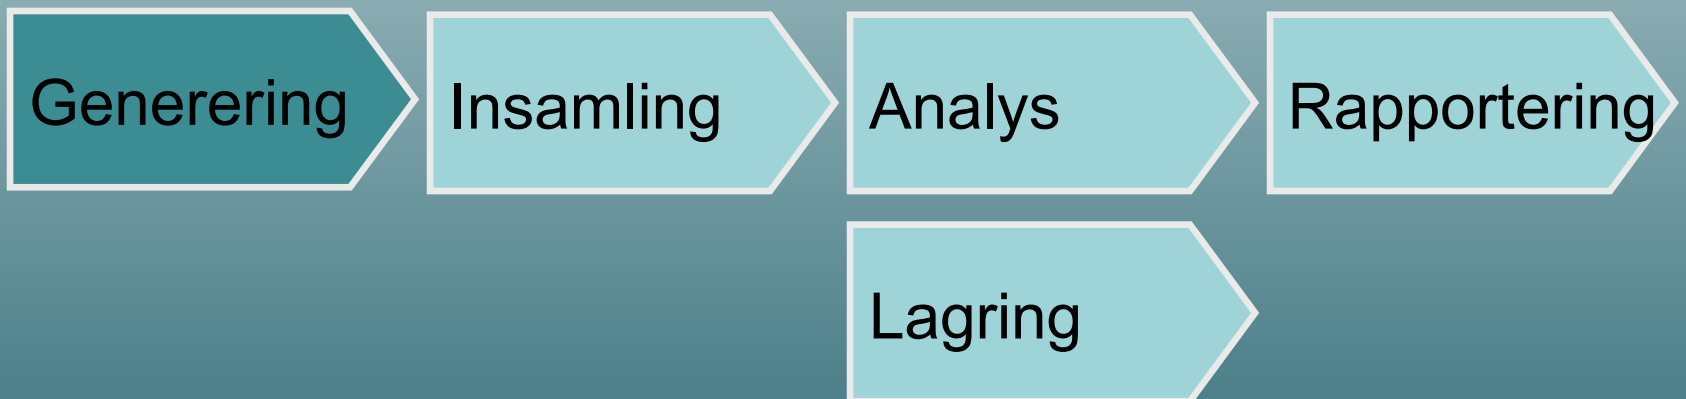 Generering
Insamling
Analys
Rapportering
Lagring